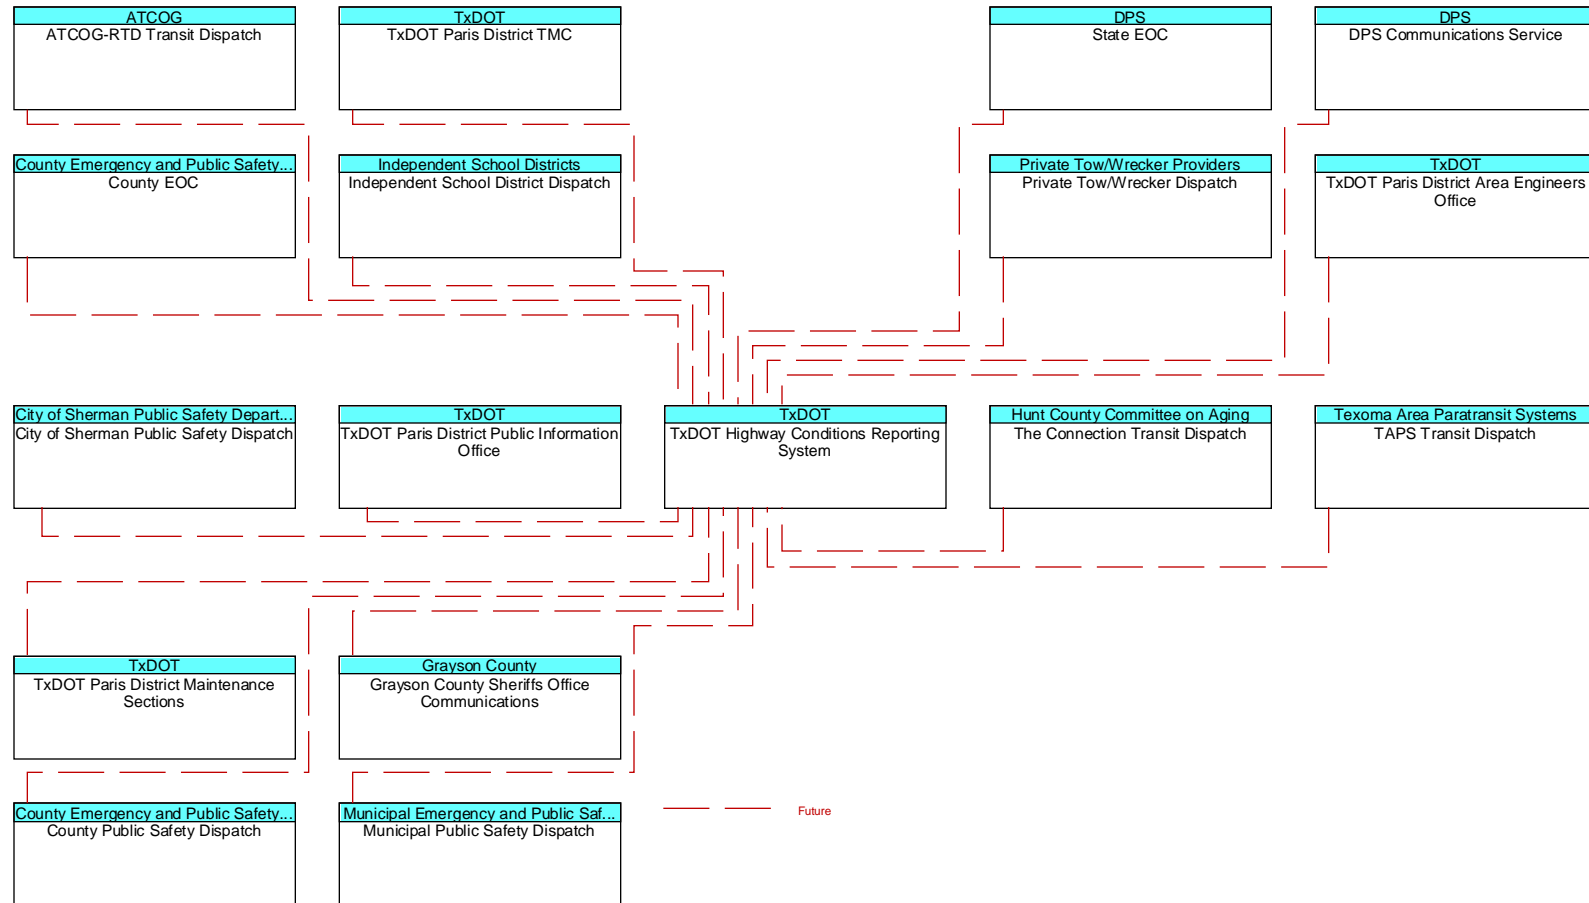 ATCOG
ATCOG-RTD Transit Dispatch
TxDOT
TxDOT Paris District TMC
DPS
State EOC
DPS
DPS Communications Service
County Emergency and Public Safety...
County EOC
Independent School Districts
Independent School District Dispatch
Private Tow/Wrecker Providers
Private Tow/Wrecker Dispatch
TxDOT
TxDOT Paris District Area Engineers
Office
City of Sherman Public Safety Depart...
City of Sherman Public Safety Dispatch
TxDOT
TxDOT Paris District Public Information
Office
TxDOT
TxDOT Highway Conditions Reporting
System
Hunt County Committee on Aging
The Connection Transit Dispatch
Texoma Area Paratransit Systems
TAPS Transit Dispatch
TxDOT
TxDOT Paris District Maintenance
Sections
Grayson County
Grayson County Sheriffs Office
Communications
County Emergency and Public Safety...
County Public Safety Dispatch
Municipal Emergency and Public Saf...
Municipal Public Safety Dispatch
Future